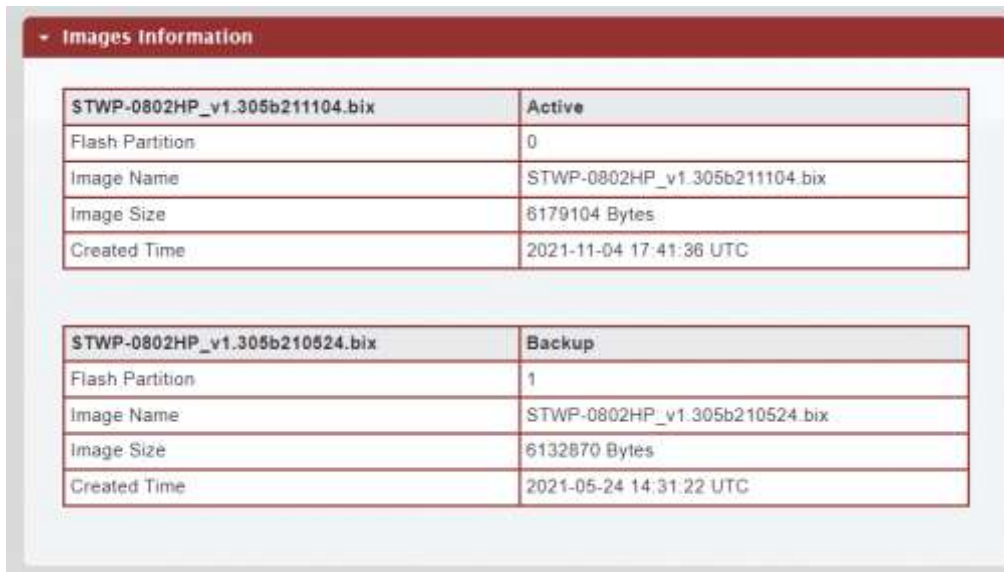 Images Information
STWP-0802HP_v1.305b211104.bix Active
Flash Partition 0
Image Name STWP-0802HP_v1.305b211104.bix
Image Size 6179104 Bytes
Created Time 2021-11-04 17:41:36 UTC
STWP-0802HP_v1.305b210524.bix Backup
Flash Partition 1
Image Name STWP-0802HP_v1.305b210524.bix
Image Size 6132870 Bytes
Created Time 2021-05-24 14:31:22 UTC